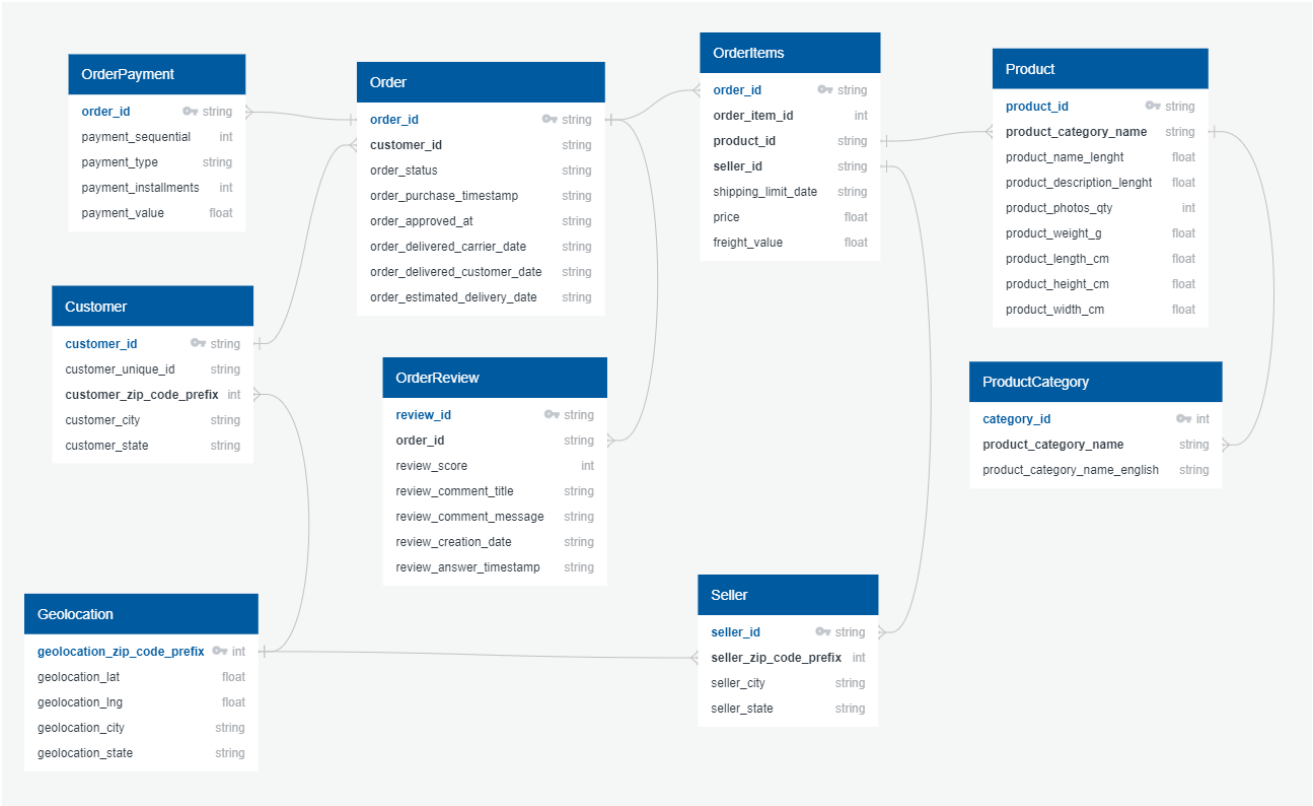 OrderPayment
order_id string
payment_sequential int
payment_type string
payment_installments int
payment_value float
Order
order_id string
customer_id string
order_status string
order_purchase_timestamp string
order_approved_at string
order_delivered_carrier_date string
order_delivered_customer_date string
order_estimated_delivery_date string
OrderItems
order_id string
order_item_id int
product_id string
seller_id string
shipping_limit_date string
price float
freight_value float
Product
product_id string
product_category_name string
product_name_lenght float
product_description_lenght float
product_photos_qty int
product_weight_g float
product_length_cm float
product_height_cm float
product_width_cm float
Customer
customer_id string
customer_unique_id string
customer_zip_code_prefix int
customer_city string
customer_state string
OrderReview
review_id string
order_id string
review_score int
review_comment_title string
review_comment_message string
review_creation_date string
review_answer_timestamp string
ProductCategory
category_id int
product_category_name string
product_category_name_english string
Geolocation
geolocation_zip_code_prefix int
geolocation_lat float
geolocation_lng float
geolocation_city string
geolocation_state string
Seller
seller_id string
seller_zip_code_prefix int
seller_city string
seller_state string